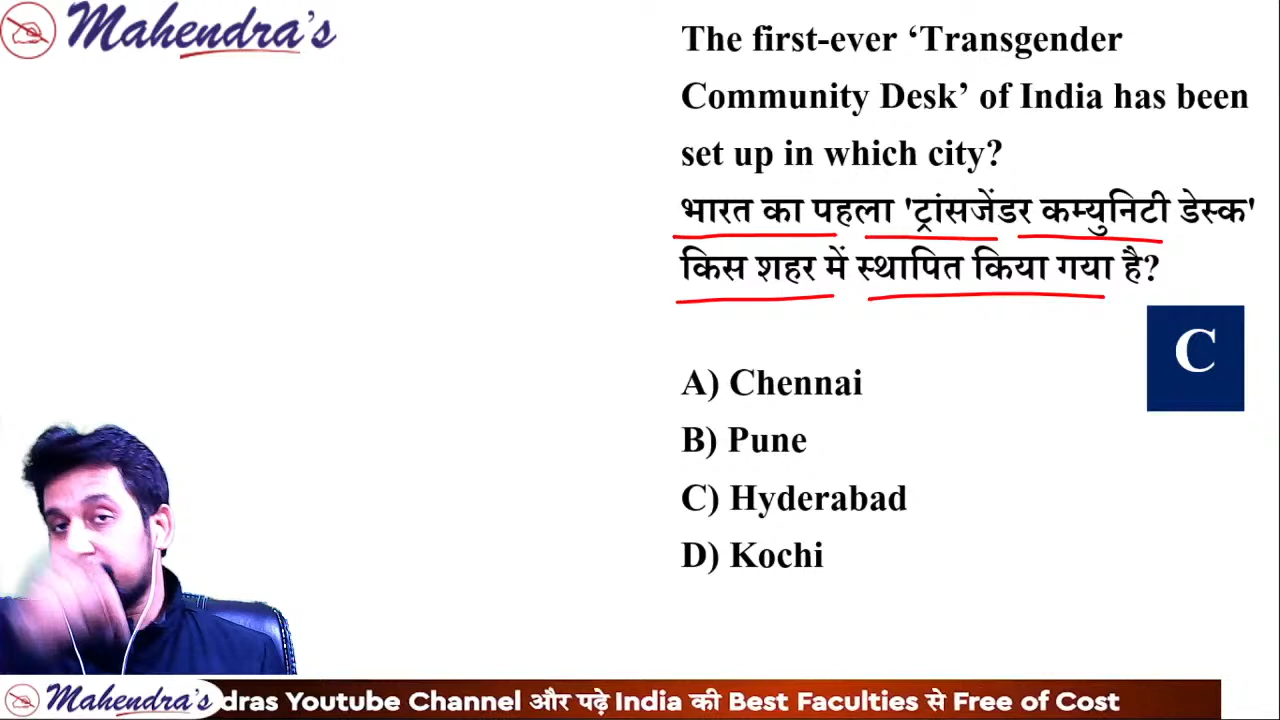 Mahendra's
The first-ever ‘Transgender
Community Desk’ of India has been
set up in which city?
भारत का पहला 'ट्रांसजेंडर कम्युनिटी डेस्क'
किस शहर में स्थापित किया गया है?
C
A) Chennai
B) Pune
C) Hyderabad
D) Kochi
Mahendra's dras Youtube Channel और पढ़े India की Best Faculties से Free of Cost